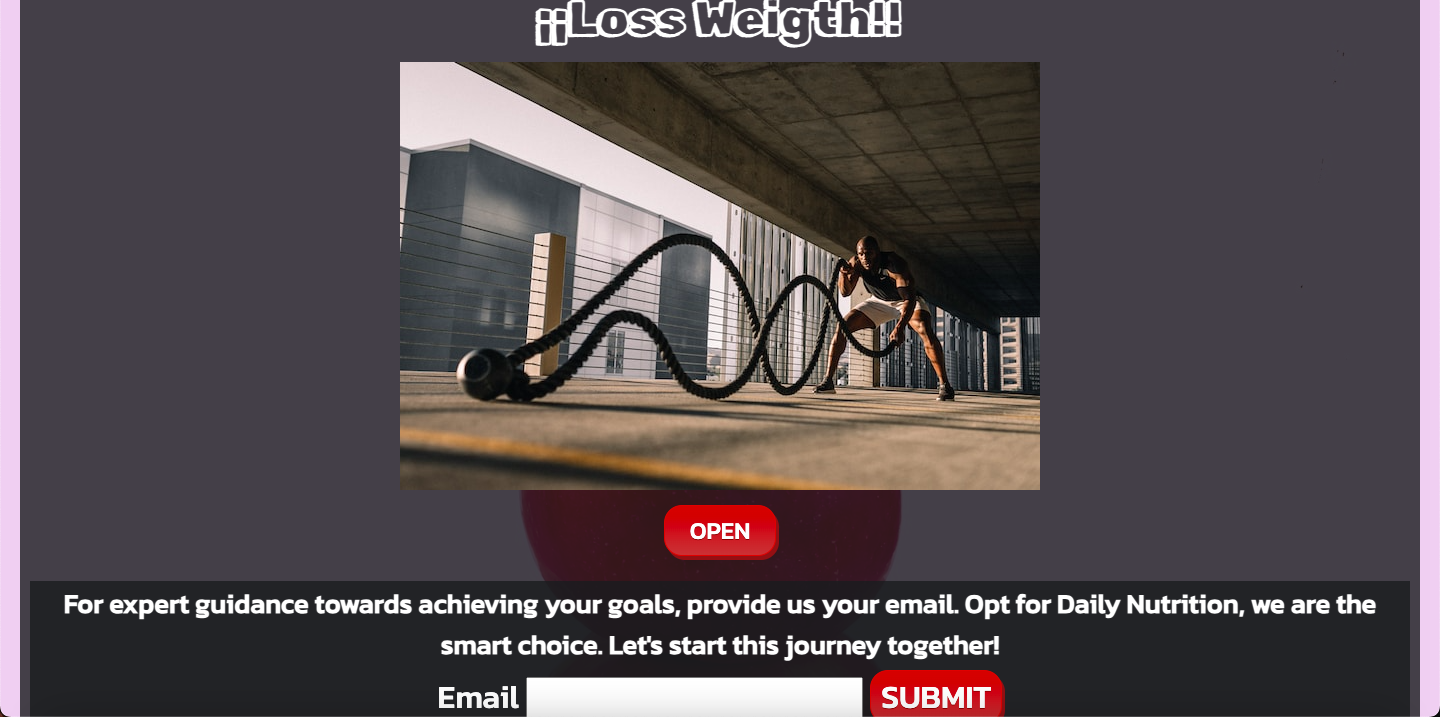 ¡¡Loss Weigth!!
OPEN
For expert guidance towards achieving your goals, provide us your email. Opt for Daily Nutrition, we are the
smart choice. Let's start this journey together!
Email SUBMIT